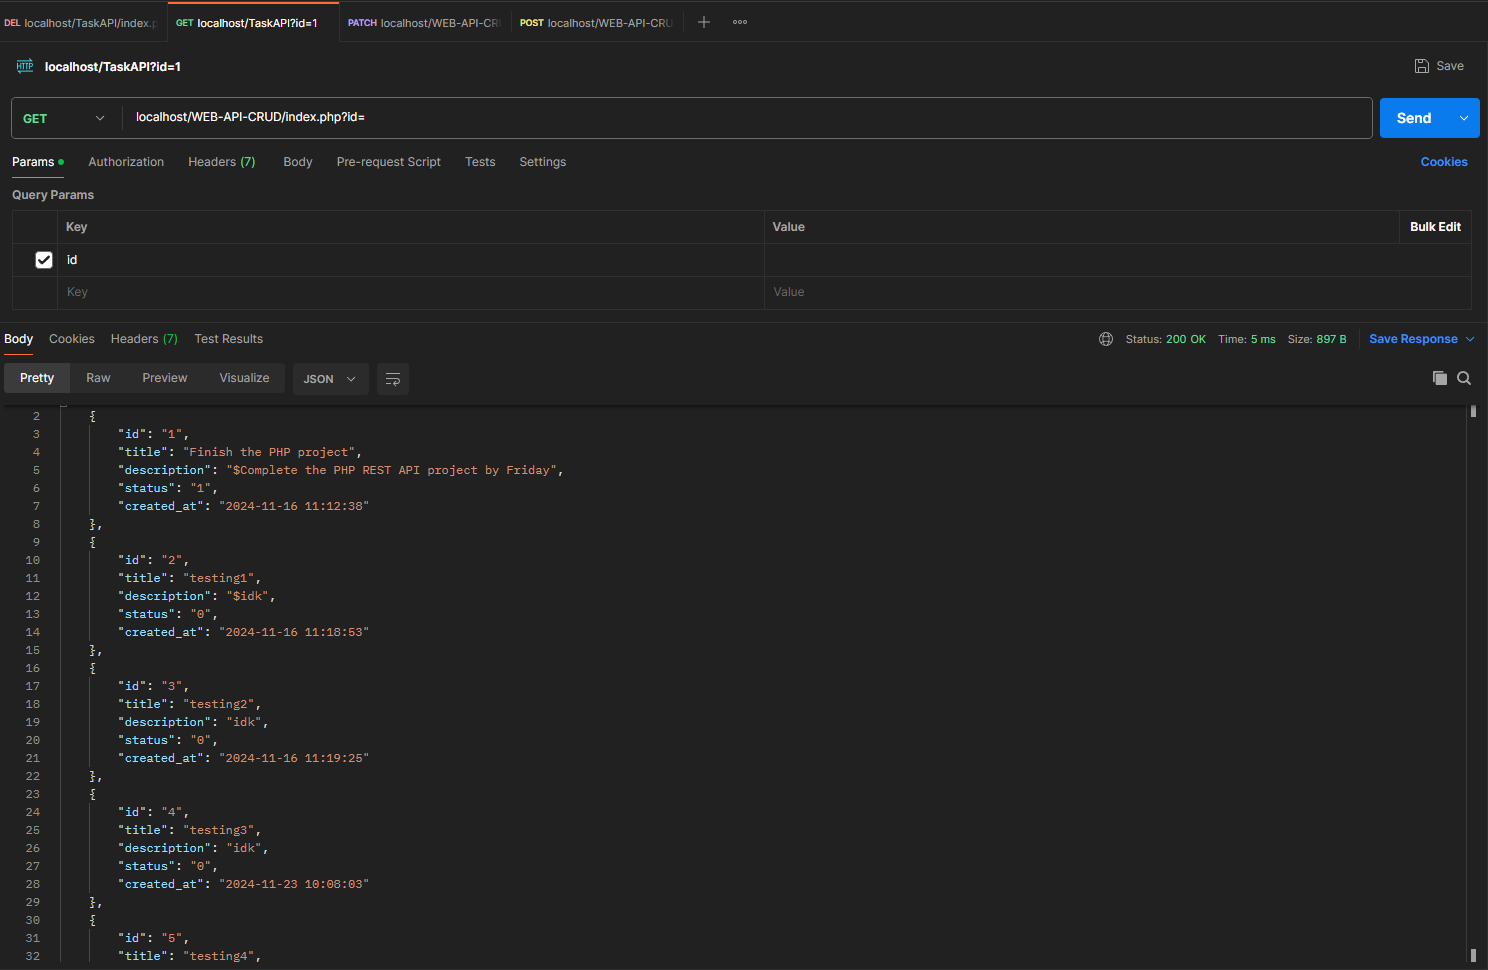 DEL localhost/TaskAPI/index.p
GET localhost/TaskAPI?id=1
PATCH localhost/WEB-API-CR
POST localhost/WEB-API-CRU
HTTP localhost/TaskAPI?id=1
Save
GET localhost/WEB-API-CRUD/index.php?id=
Send
Params Authorization Headers (7) Body Pre-request Script Tests Settings Cookies
Query Params
Key Value Bulk Edit
id
Key Value
Body Cookies Headers (7) Test Results Status: 200 OK Time: 5 ms Size: 897 B Save Response
Pretty Raw Preview Visualize JSON
2 {
3 "id": "1",
4 "title": "Finish the PHP project",
5 "description": "$Complete the PHP REST API project by Friday",
6 "status": "1",
7 "created_at": "2024-11-16 11:12:38"
8 },
9 {
10 "id": "2",
11 "title": "testing1",
12 "description": "$idk",
13 "status": "0",
14 "created_at": "2024-11-16 11:18:53"
15 },
16 {
17 "id": "3",
18 "title": "testing2",
19 "description": "idk",
20 "status": "0",
21 "created_at": "2024-11-16 11:19:25"
22 },
23 {
24 "id": "4",
25 "title": "testing3",
26 "description": "idk",
27 "status": "0",
28 "created_at": "2024-11-23 10:08:03"
29 },
30 {
31 "id": "5",
32 "title": "testing4",